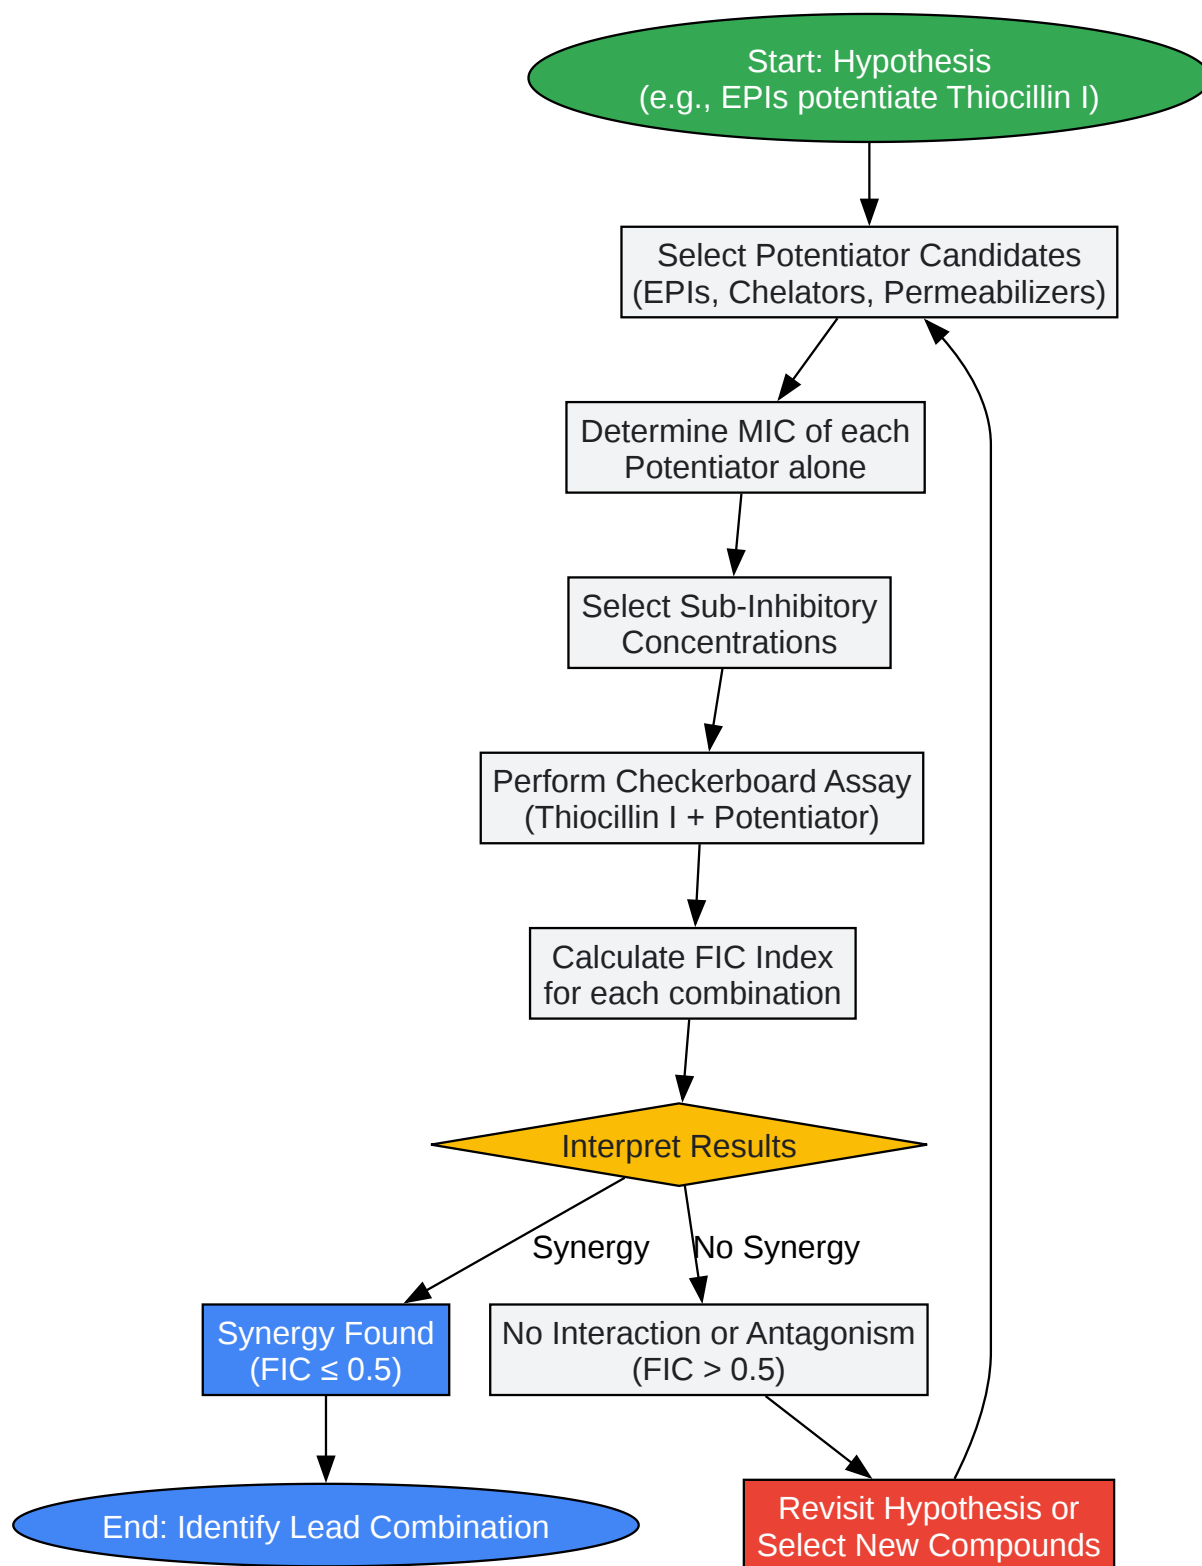 Start: Hypothesis
(e.g., EPIs potentiate Thiocillin I)
Select Potentiator Candidates
(EPIs, Chelators, Permeabilizers)
Determine MIC of each
Potentiator alone
Select Sub-Inhibitory
Concentrations
Perform Checkerboard Assay
(Thiocillin I + Potentiator)
Calculate FIC Index
for each combination
Interpret Results
Synergy
No Synergy
Synergy Found
(FIC ≤ 0.5)
No Interaction or Antagonism
(FIC > 0.5)
End: Identify Lead Combination
Revisit Hypothesis or
Select New Compounds